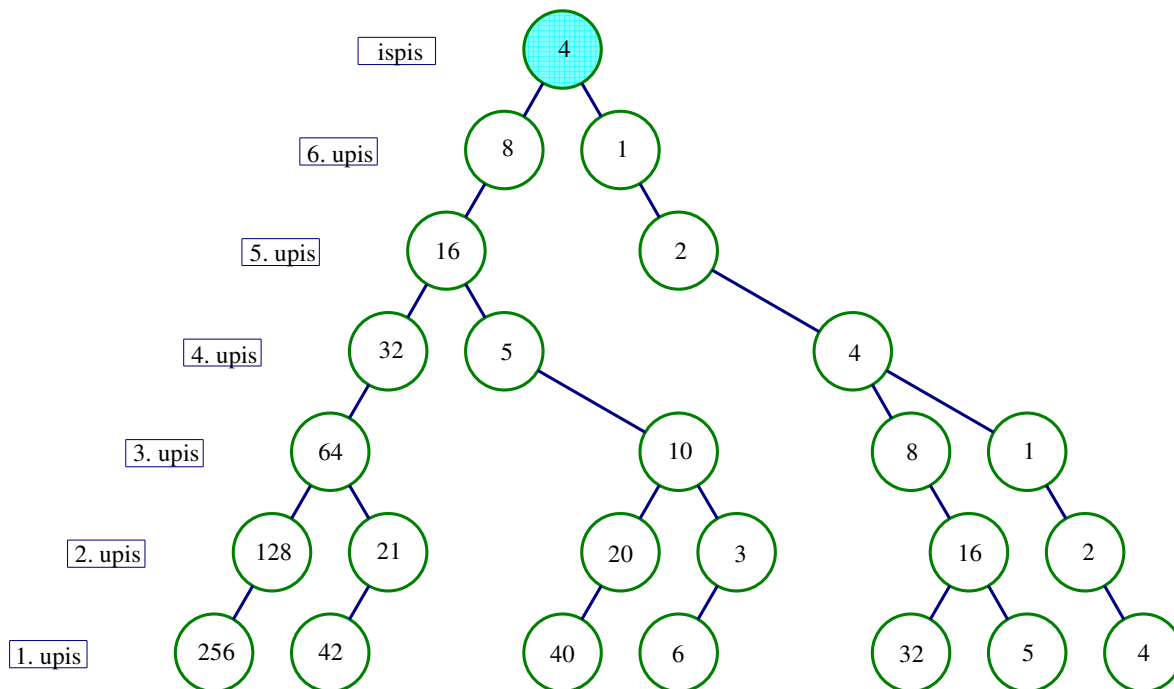 ispis 4
6. upis 8 1
5. upis 16 2
4. upis 32 5 4
3. upis 64 10 8 1
2. upis 128 21 20 3 16 2
1. upis 256 42 40 6 32 5 4